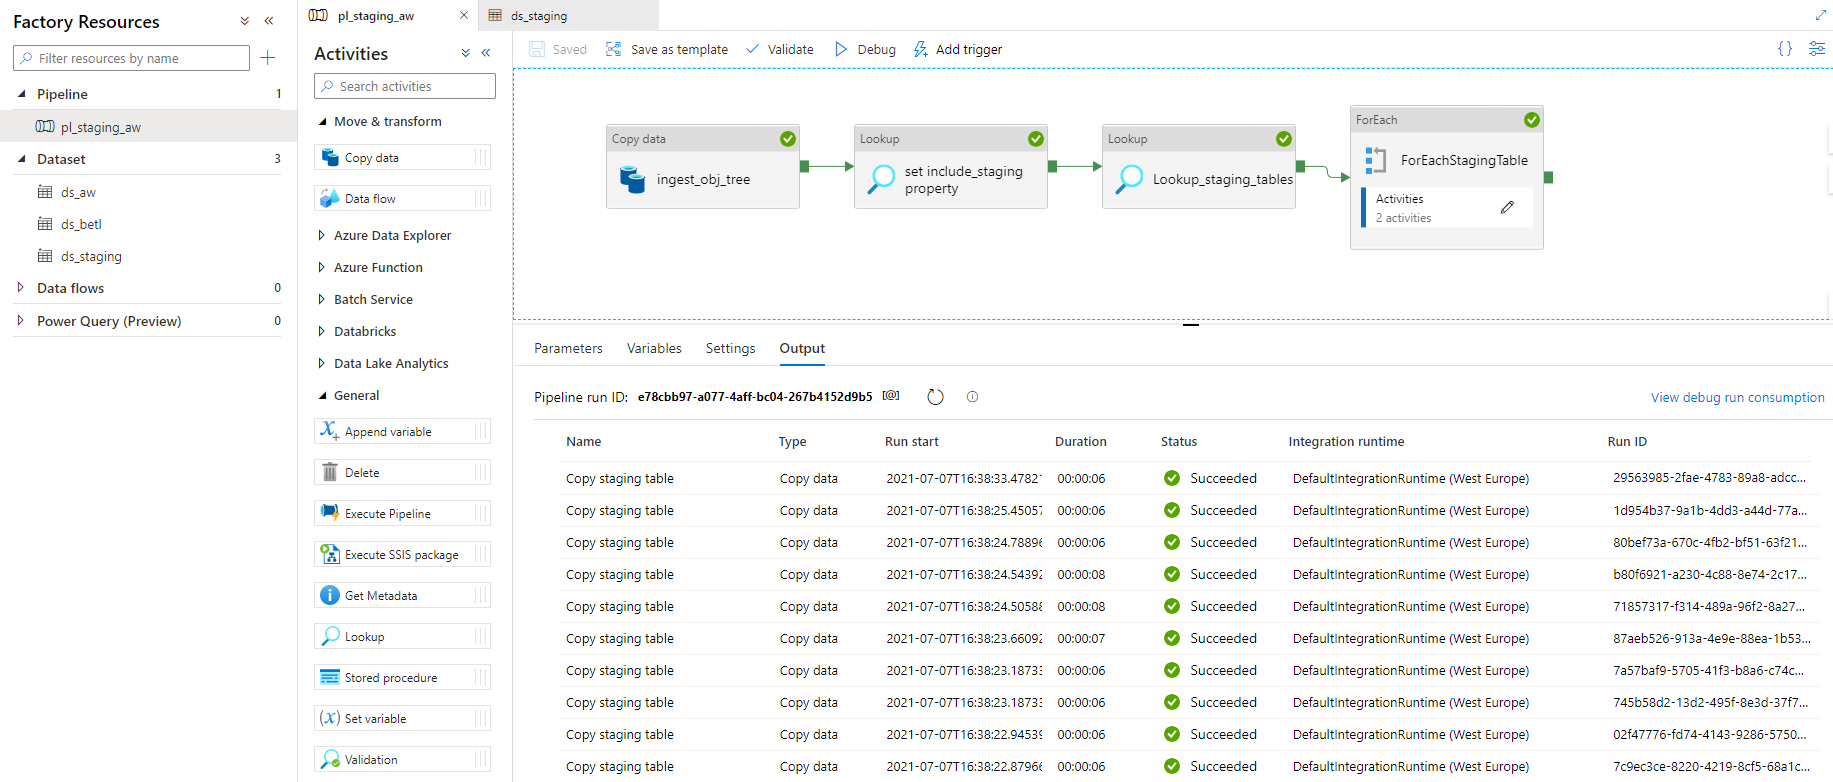 Factory Resources
Filter resources by name
Pipeline 1
pl_staging_aw
Dataset 3
ds_aw
ds_betl
ds_staging
Data flows 0
Power Query (Preview) 0
pl_staging_aw
ds_staging
Activities
Search activities
Move & transform
Copy data
Data flow
Azure Data Explorer
Azure Function
Batch Service
Databricks
Data Lake Analytics
General
Append variable
Delete
Execute Pipeline
Execute SSIS package
Get Metadata
Lookup
Stored procedure
Set variable
Validation
Saved Save as template Validate Debug Add trigger
Copy data
ingest_obj_tree
Lookup
set include_staging
property
Lookup
Lookup_staging_tables
ForEach
ForEachStagingTable
Activities
2 activities
Parameters Variables Settings Output
Pipeline run ID: e78cbb97-a077-4aff-bc04-267b4152d9b5 [@] View debug run consumption
Name Type Run start Duration Status Integration runtime Run ID
Copy staging table Copy data 2021-07-07T16:38:33.47821 00:00:06 Succeeded DefaultIntegrationRuntime (West Europe) 29563985-2fae-4783-89a8-adcc...
Copy staging table Copy data 2021-07-07T16:38:25.45057 00:00:06 Succeeded DefaultIntegrationRuntime (West Europe) 1d954b37-9a1b-4dd3-a44d-77a...
Copy staging table Copy data 2021-07-07T16:38:24.78896 00:00:06 Succeeded DefaultIntegrationRuntime (West Europe) 80bef73a-670c-4fb2-bf51-63f21...
Copy staging table Copy data 2021-07-07T16:38:24.54392 00:00:08 Succeeded DefaultIntegrationRuntime (West Europe) b80f6921-a230-4c88-8e74-2c17...
Copy staging table Copy data 2021-07-07T16:38:24.50588 00:00:08 Succeeded DefaultIntegrationRuntime (West Europe) 71857317-f314-489a-96f2-8a27...
Copy staging table Copy data 2021-07-07T16:38:23.66092 00:00:07 Succeeded DefaultIntegrationRuntime (West Europe) 87aeb526-913a-4e9e-88ea-1b53...
Copy staging table Copy data 2021-07-07T16:38:23.18733 00:00:06 Succeeded DefaultIntegrationRuntime (West Europe) 7a57baf9-5705-41f3-b8a6-c74c...
Copy staging table Copy data 2021-07-07T16:38:23.18733 00:00:06 Succeeded DefaultIntegrationRuntime (West Europe) 745b58d2-13d2-495f-8e3d-37f7...
Copy staging table Copy data 2021-07-07T16:38:22.94539 00:00:06 Succeeded DefaultIntegrationRuntime (West Europe) 02f47776-fd74-4143-9286-5750...
Copy staging table Copy data 2021-07-07T16:38:22.87966 00:00:06 Succeeded DefaultIntegrationRuntime (West Europe) 7c9ec3ce-8220-4219-8cf5-68a1c...